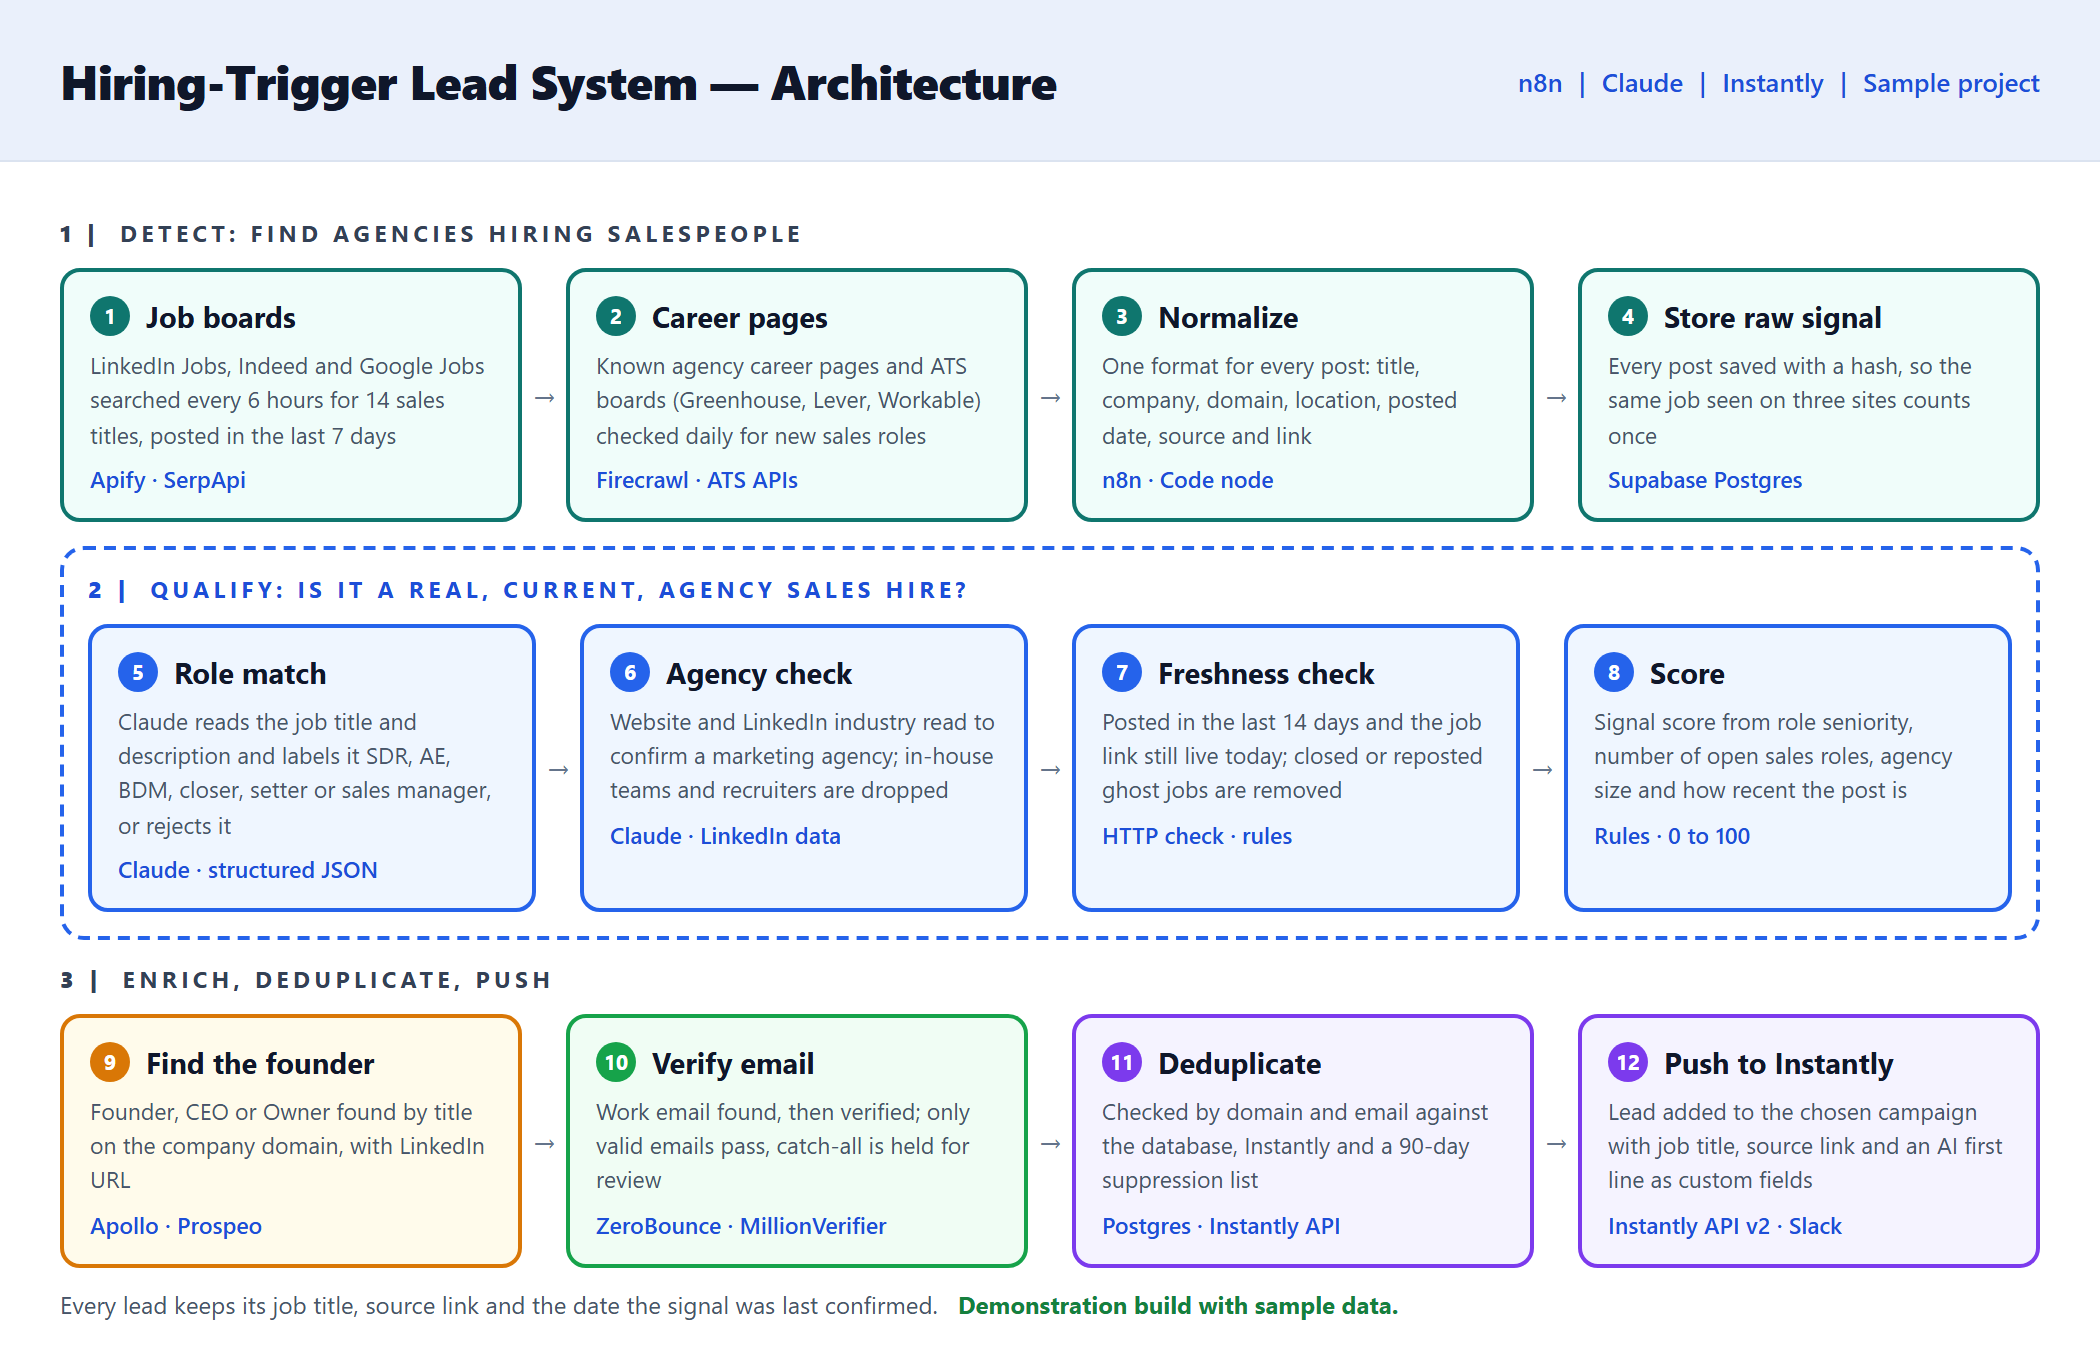 Hiring-Trigger Lead System — Architecture
n8n | Claude | Instantly | Sample project
1 | DETECT: FIND AGENCIES HIRING SALESPEOPLE
1 Job boards
LinkedIn Jobs, Indeed and Google Jobs
searched every 6 hours for 14 sales
titles, posted in the last 7 days
Apify · SerpApi
→
2 Career pages
Known agency career pages and ATS
boards (Greenhouse, Lever, Workable)
checked daily for new sales roles
Firecrawl · ATS APIs
→
3 Normalize
One format for every post: title,
company, domain, location, posted
date, source and link
n8n · Code node
→
4 Store raw signal
Every post saved with a hash, so the
same job seen on three sites counts
once
Supabase Postgres
2 | QUALIFY: IS IT A REAL, CURRENT, AGENCY SALES HIRE?
5 Role match
Claude reads the job title and
description and labels it SDR, AE,
BDM, closer, setter or sales manager,
or rejects it
Claude · structured JSON
→
6 Agency check
Website and LinkedIn industry read to
confirm a marketing agency; in-house
teams and recruiters are dropped
Claude · LinkedIn data
→
7 Freshness check
Posted in the last 14 days and the job
link still live today; closed or reposted
ghost jobs are removed
HTTP check · rules
→
8 Score
Signal score from role seniority,
number of open sales roles, agency
size and how recent the post is
Rules · 0 to 100
3 | ENRICH, DEDUPLICATE, PUSH
9 Find the founder
Founder, CEO or Owner found by title
on the company domain, with LinkedIn
URL
Apollo · Prospeo
→
10 Verify email
Work email found, then verified; only
valid emails pass, catch-all is held for
review
ZeroBounce · MillionVerifier
→
11 Deduplicate
Checked by domain and email against
the database, Instantly and a 90-day
suppression list
Postgres · Instantly API
→
12 Push to Instantly
Lead added to the chosen campaign
with job title, source link and an AI first
line as custom fields
Instantly API v2 · Slack
Every lead keeps its job title, source link and the date the signal was last confirmed. Demonstration build with sample data.